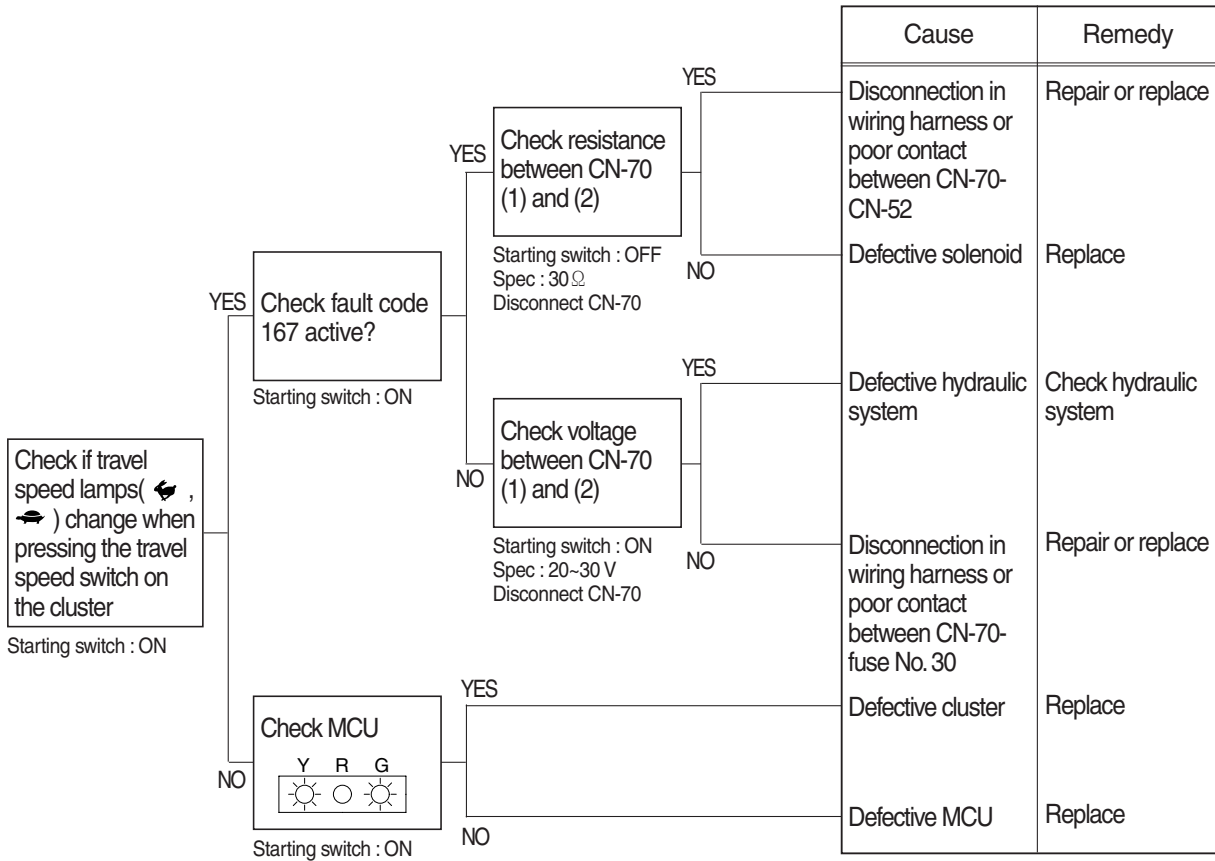 Cause
Remedy
YES
Disconnection in
wiring harness or
poor contact
between CN-70-
CN-52
Repair or replace
YES
Check resistance
between CN-70
(1) and (2)
Starting switch : OFF
Spec : 30Ω
Disconnect CN-70
NO
Defective solenoid
Replace
YES
Check fault code
167 active?
Starting switch : ON
YES
Defective hydraulic
system
Check hydraulic
system
NO
Check voltage
between CN-70
(1) and (2)
Starting switch : ON
Spec : 20~30 V
Disconnect CN-70
NO
Disconnection in
wiring harness or
poor contact
between CN-70-
fuse No. 30
Repair or replace
Check if travel
speed lamps( ,
) change when
pressing the travel
speed switch on
the cluster
Starting switch : ON
NO
Check MCU
Y R G
Starting switch : ON
YES
Defective cluster
Replace
NO
Defective MCU
Replace